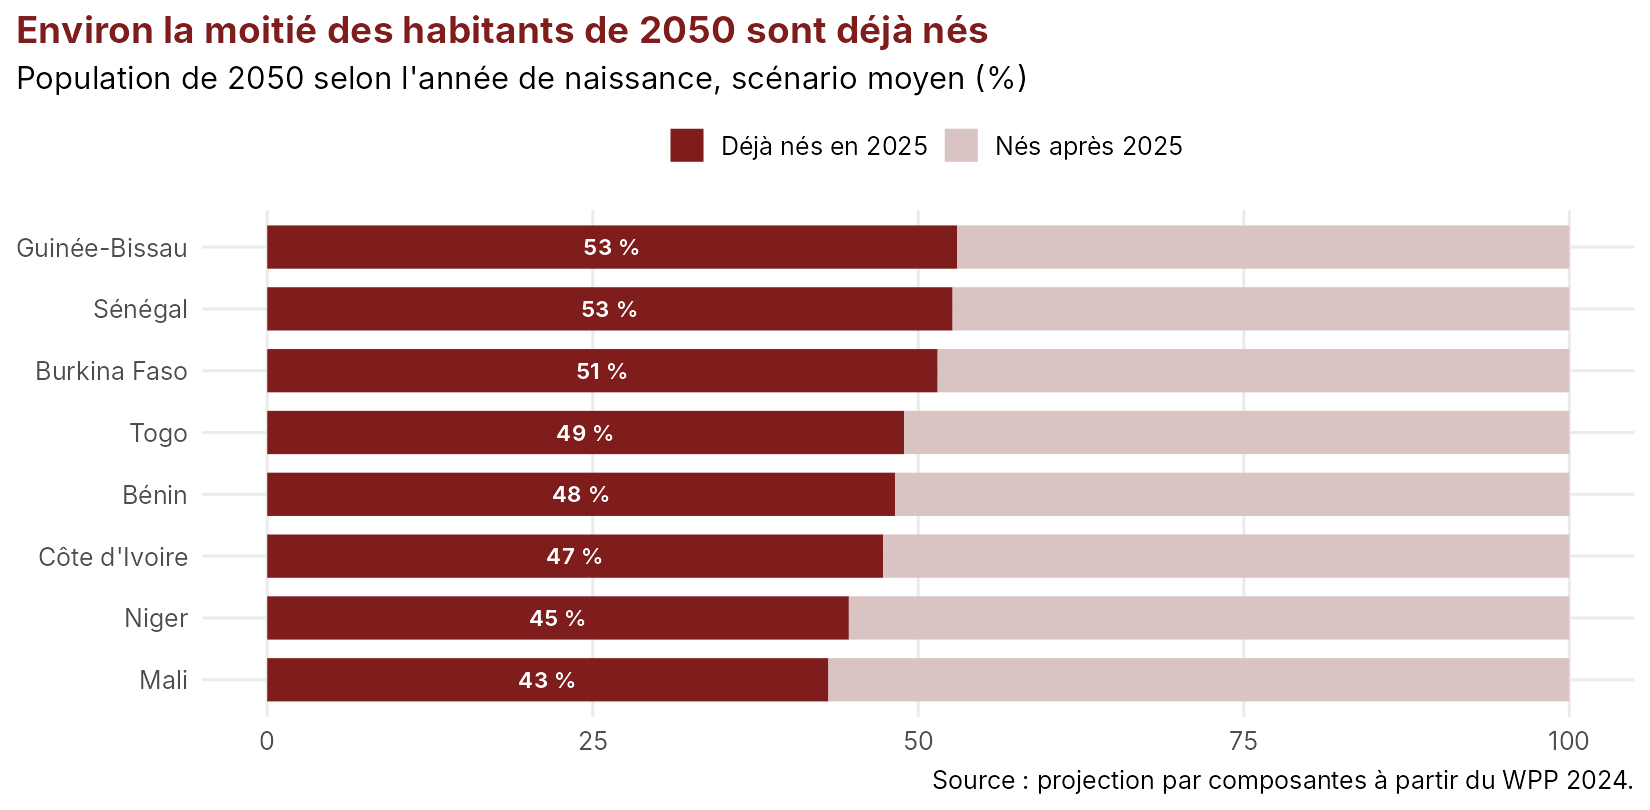 Environ la moitié des habitants de 2050 sont déjà nés
Population de 2050 selon l'année de naissance, scénario moyen (%)
Déjà nés en 2025
Nés après 2025
Guinée-Bissau
53 %
Sénégal
53 %
Burkina Faso
51 %
Togo
49 %
Bénin
48 %
Côte d'Ivoire
47 %
Niger
45 %
Mali
43 %
0
25
50
75
100
Source : projection par composantes à partir du WPP 2024.